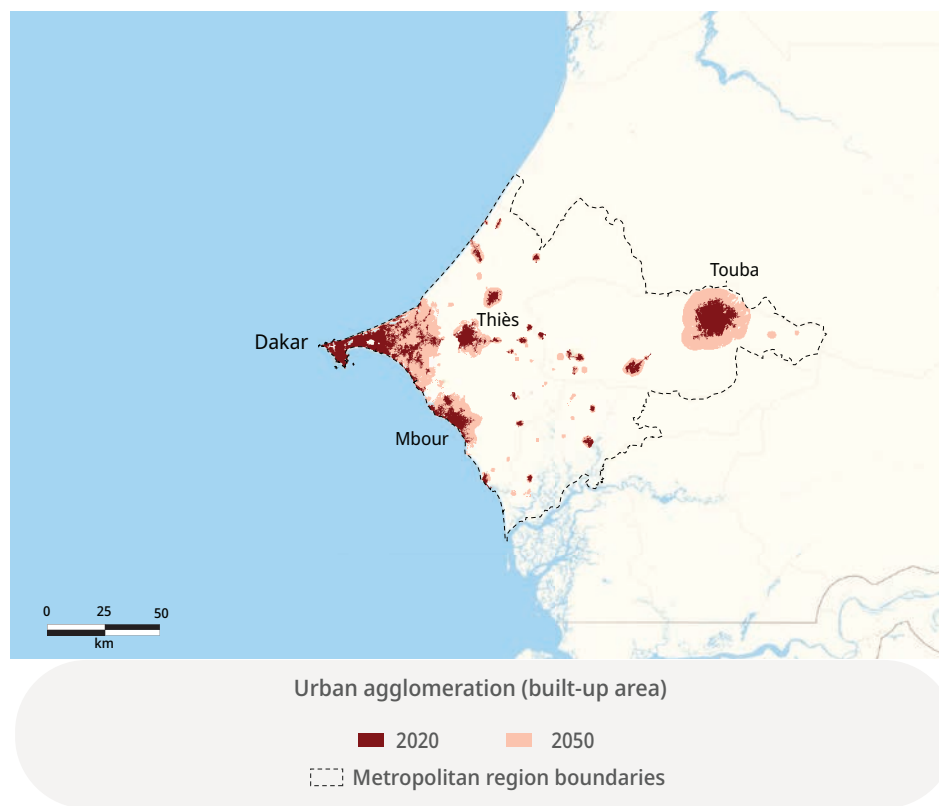 Touba
Thiès
Dakar
Mbour
0 25 50
km
Urban agglomeration (built-up area)
2020 2050
Metropolitan region boundaries